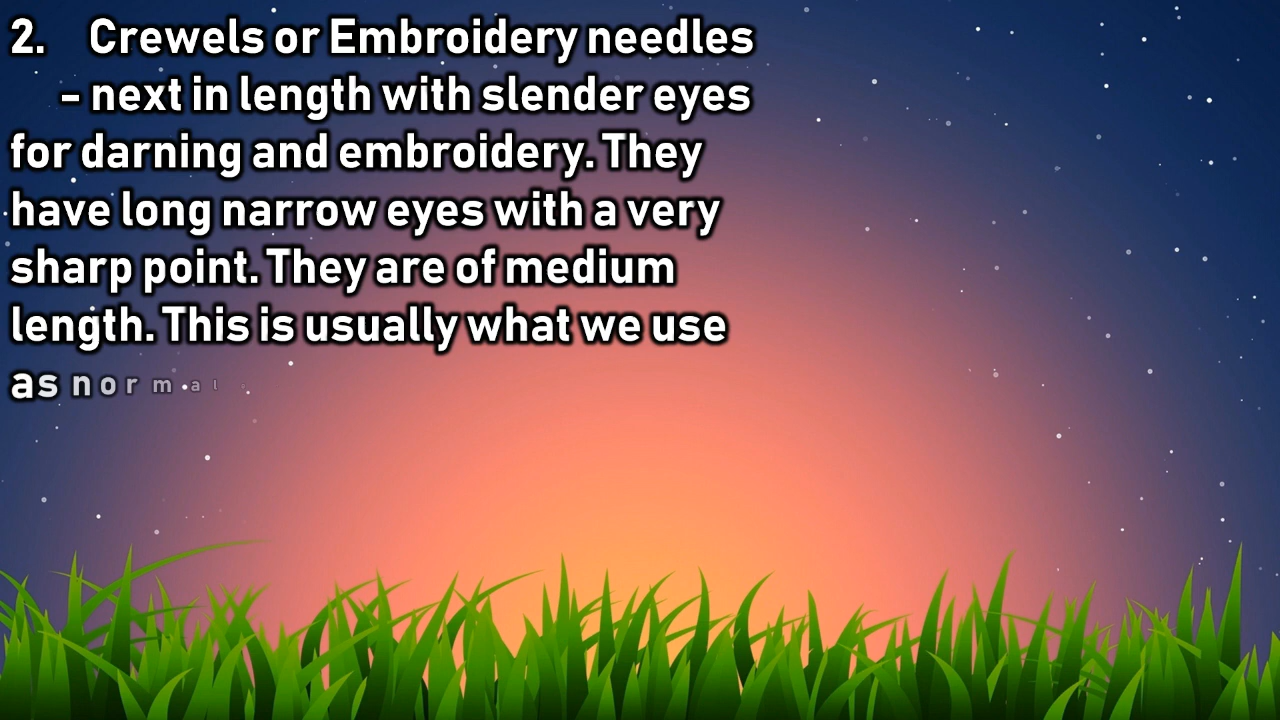 2. Crewels or Embroidery needles
- next in length with slender eyes
for darning and embroidery. They
have long narrow eyes with a very
sharp point. They are of medium
length. This is usually what we use
as normal